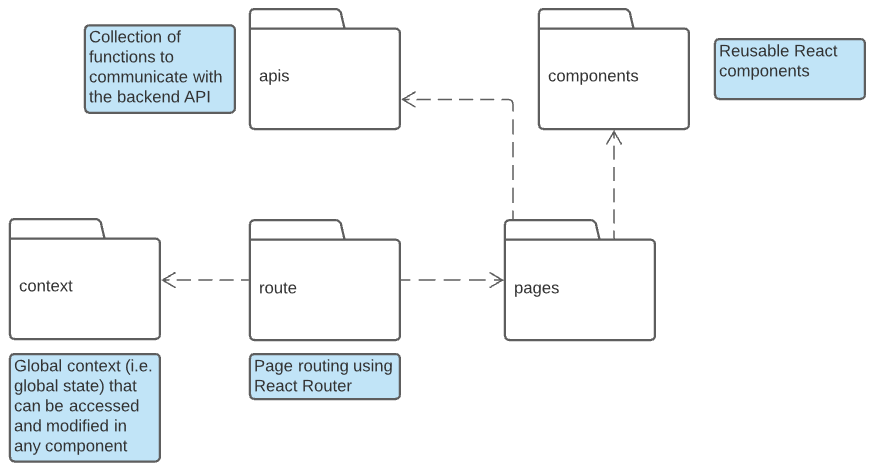 Collection of
functions to
communicate with
the backend API
apis
components
Reusable React
components
context
route
pages
Global context (i.e.
global state) that
can be accessed
and modified in
any component
Page routing using
React Router